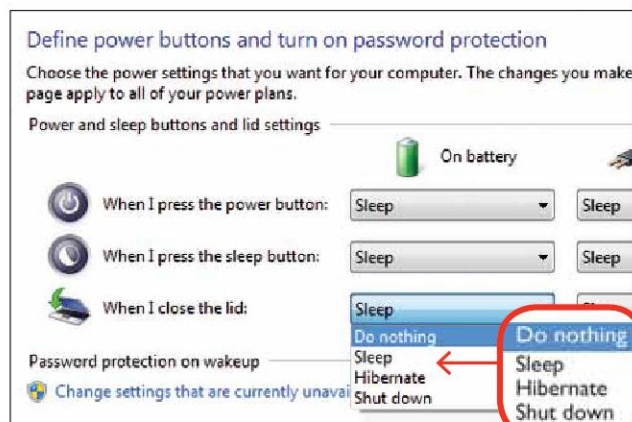 Define power buttons and turn on password protection
Choose the power settings that you want for your computer. The changes you make
page apply to all of your power plans.
Power and sleep buttons and lid settings
On battery
When I press the power button: Sleep Sleep
When I press the sleep button: Sleep Sleep
When I close the lid: Sleep
Do nothing
Sleep
Hibernate
Shut down
Do nothing
Sleep
Hibernate
Shut down
Password protection on wakeup
Change settings that are currently unavai